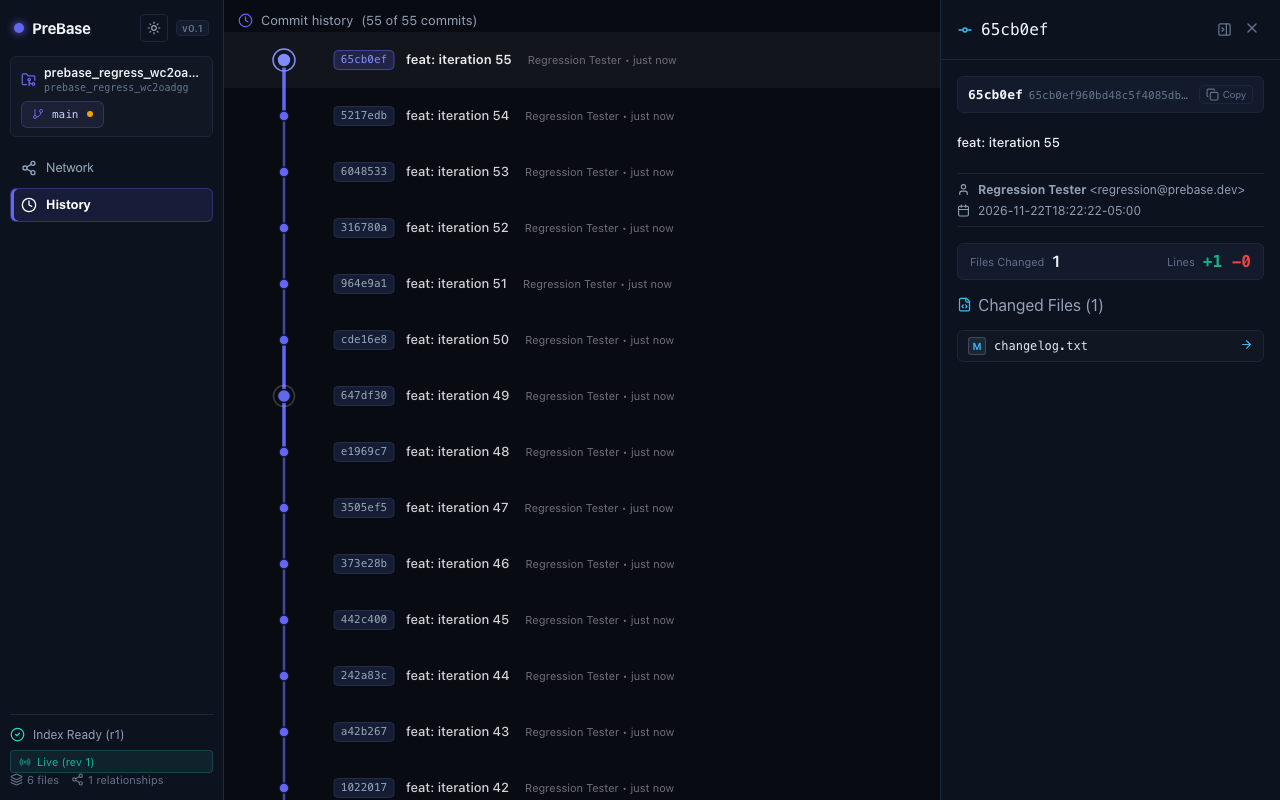 PreBase
v0.1
prebase_regress_wc2oa...
prebase_regress_wc2oadgg
main
Network
History
Index Ready (r1)
Live (rev 1)
6 files 1 relationships
Commit history (55 of 55 commits)
65cb0ef feat: iteration 55 Regression Tester • just now
5217edb feat: iteration 54 Regression Tester • just now
6048533 feat: iteration 53 Regression Tester • just now
316780a feat: iteration 52 Regression Tester • just now
964e9a1 feat: iteration 51 Regression Tester • just now
cde16e8 feat: iteration 50 Regression Tester • just now
647df30 feat: iteration 49 Regression Tester • just now
e1969c7 feat: iteration 48 Regression Tester • just now
3505ef5 feat: iteration 47 Regression Tester • just now
373e28b feat: iteration 46 Regression Tester • just now
442c400 feat: iteration 45 Regression Tester • just now
242a83c feat: iteration 44 Regression Tester • just now
a42b267 feat: iteration 43 Regression Tester • just now
1022017 feat: iteration 42 Regression Tester • just now
65cb0ef
65cb0ef 65cb0ef960bd48c5f4085db... Copy
feat: iteration 55
Regression Tester <regression@prebase.dev>
2026-11-22T18:22:22-05:00
Files Changed 1 Lines +1 −0
Changed Files (1)
M changelog.txt